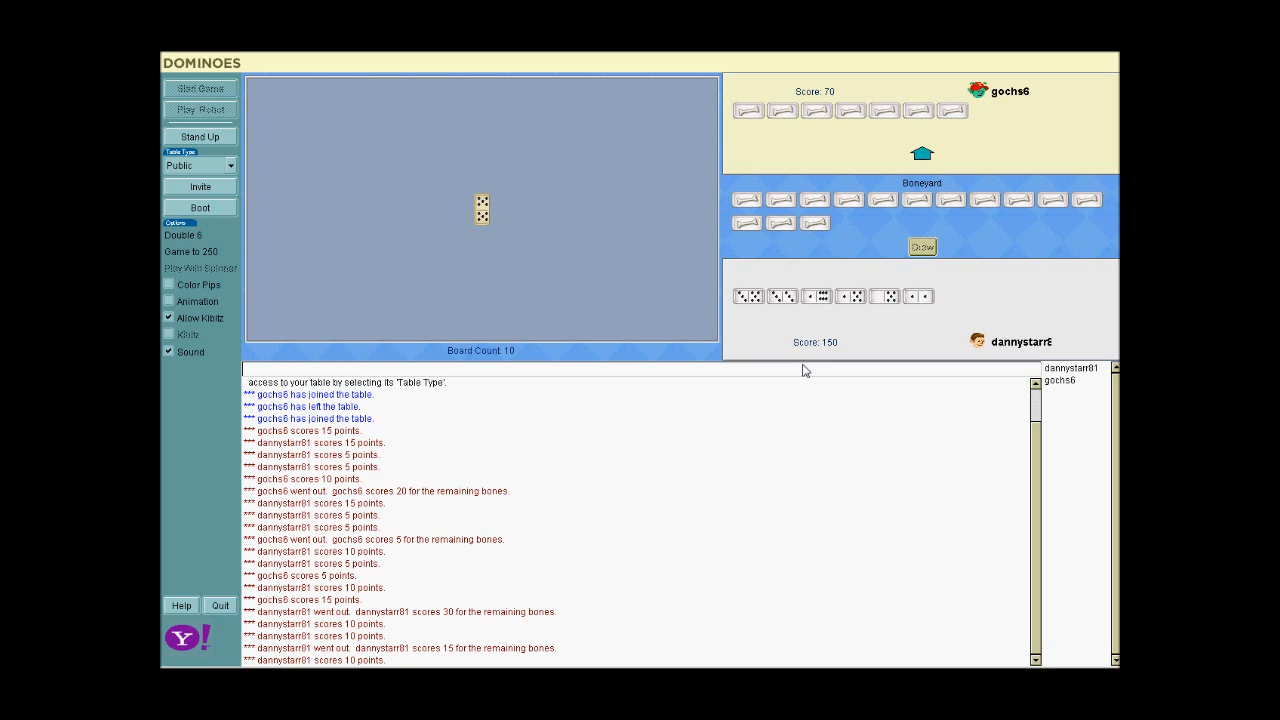 DOMINOES
Start Game
Play Robot
Stand Up
Table Type
Public
Invite
Boot
Options
Double 6
Game to 250
Play With Spinner
Color Pips
Animation
Allow Kibitz
Kibitz
Sound
Help
Quit
Y!
Board Count: 10
Score: 70
gochs6
Boneyard
Draw
Score: 150
dannystarr8
access to your table by selecting its 'Table Type'.
*** gochs6 has joined the table.
*** gochs6 has left the table.
*** gochs6 has joined the table.
*** gochs6 scores 15 points.
*** dannystarr81 scores 15 points.
*** dannystarr81 scores 5 points.
*** dannystarr81 scores 5 points.
*** gochs6 scores 10 points.
*** gochs6 went out. gochs6 scores 20 for the remaining bones.
*** dannystarr81 scores 15 points.
*** dannystarr81 scores 5 points.
*** dannystarr81 scores 5 points.
*** gochs6 went out. gochs6 scores 5 for the remaining bones.
*** dannystarr81 scores 10 points.
*** dannystarr81 scores 5 points.
*** gochs6 scores 5 points.
*** dannystarr81 scores 10 points.
*** gochs6 scores 15 points.
*** dannystarr81 went out. dannystarr81 scores 30 for the remaining bones.
*** dannystarr81 scores 10 points.
*** dannystarr81 scores 10 points.
*** dannystarr81 went out. dannystarr81 scores 15 for the remaining bones.
*** dannystarr81 scores 10 points.
dannystarr81
gochs6